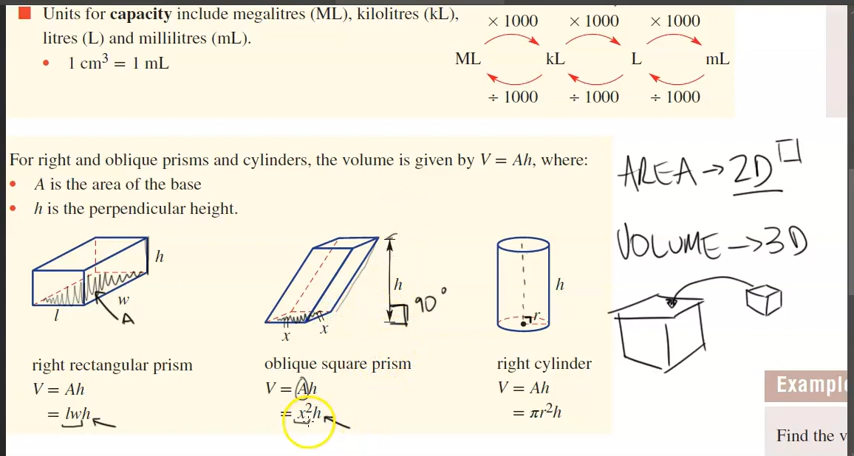 Units for capacity include megalitres (ML), kilolitres (kL),
litres (L) and millilitres (mL).
• 1 cm³ = 1 mL
× 1000 × 1000 × 1000
ML kL L mL
÷ 1000 ÷ 1000 ÷ 1000
For right and oblique prisms and cylinders, the volume is given by V = Ah, where:
• A is the area of the base
• h is the perpendicular height.
AREA → 2D
VOLUME → 3D
h
w
l
A
h
90°
x
x
h
r
right rectangular prism
V = Ah
= lwh
oblique square prism
V = Ah
= x²h
right cylinder
V = Ah
= πr²h
Example
Find the v